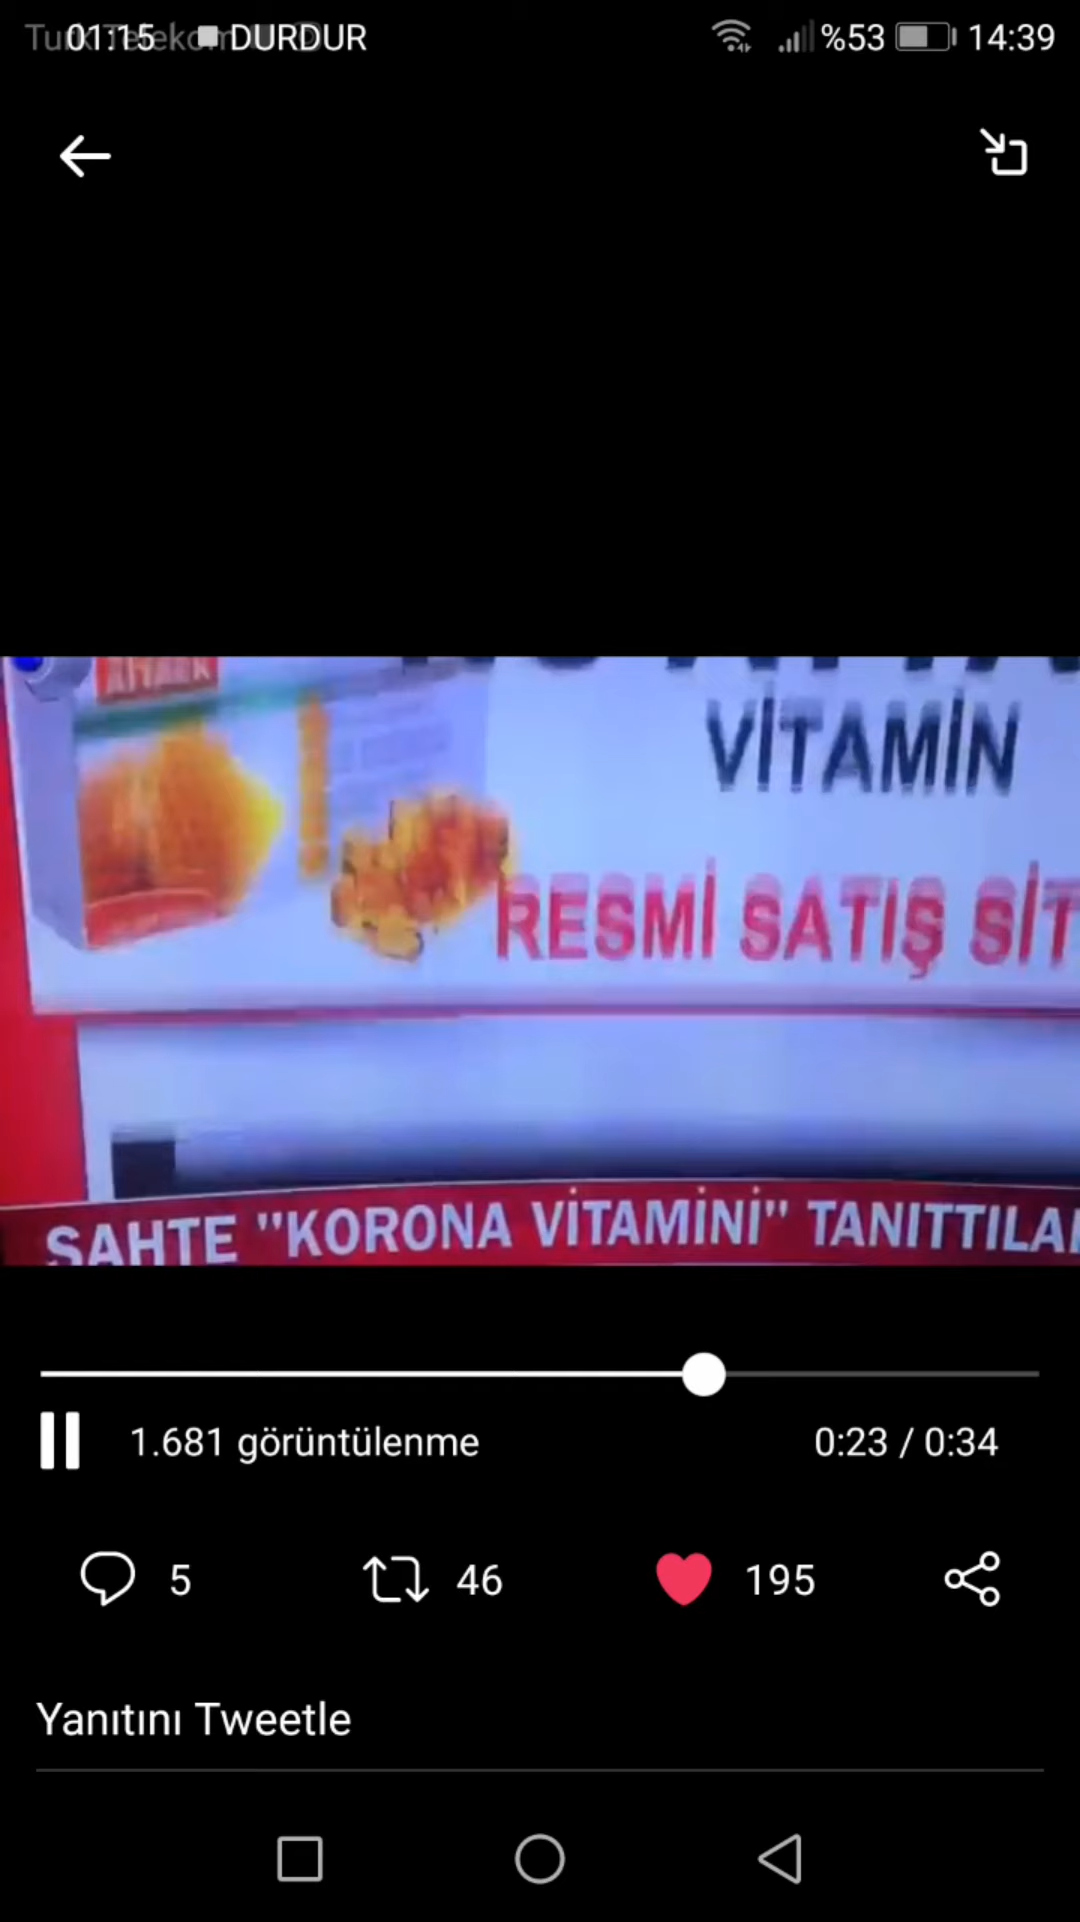 01:15 DURDUR %53 14:39
VİTAMİN
RESMİ SATIŞ SİT
SAHTE "KORONA VİTAMİNİ" TANITTILA
1.681 görüntülenme 0:23 / 0:34
5 46 195
Yanıtını Tweetle